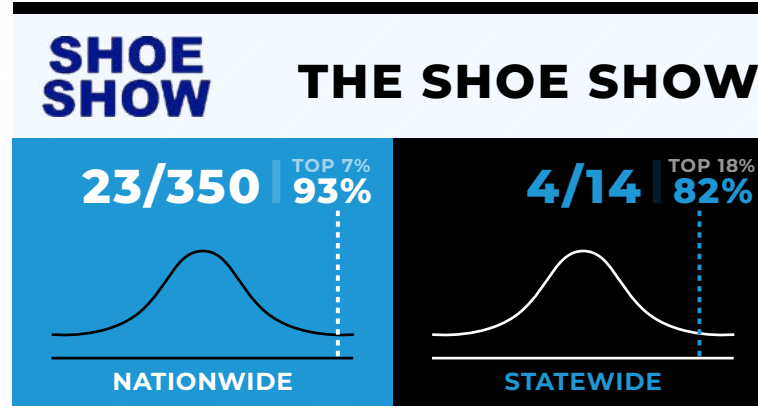 SHOE
SHOW
THE SHOE SHOW
23/350
TOP 7%
93%
4/14
TOP 18%
82%
NATIONWIDE
STATEWIDE